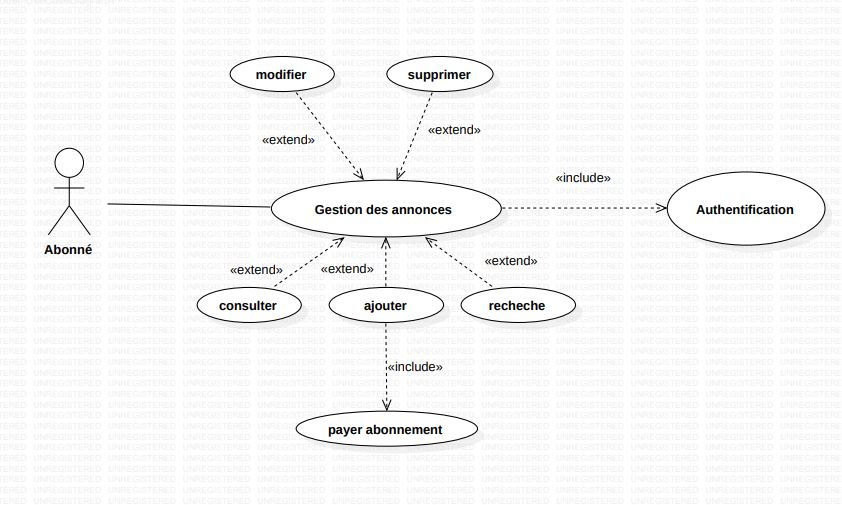 modifier
supprimer
«extend»
«extend»
«include»
Gestion des annonces
Authentification
Abonné
«extend»
«extend»
«extend»
consulter
ajouter
recheche
«include»
payer abonnement
UNREGISTERED